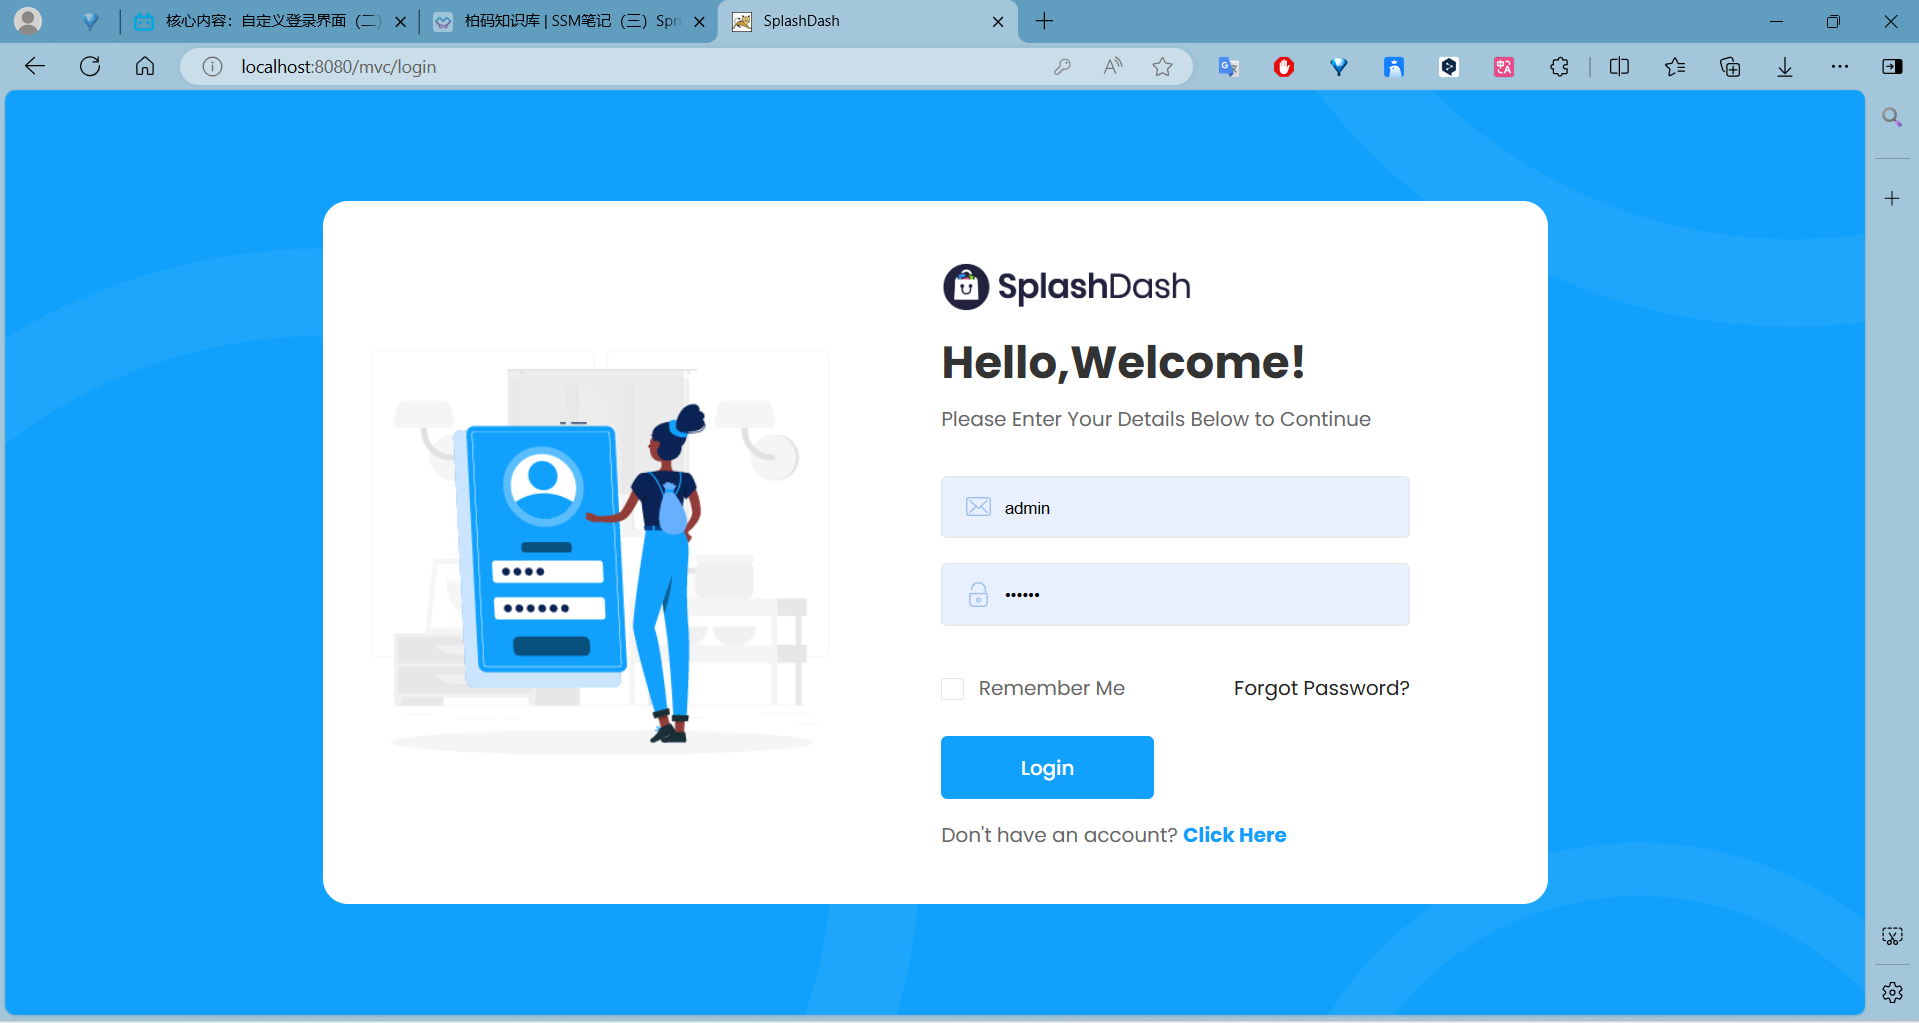 核心内容：自定义登录界面（二）
柏码知识库 | SSM笔记（三）Spri
SplashDash
localhost:8080/mvc/login
SplashDash
Hello,Welcome!
Please Enter Your Details Below to Continue
admin
••••••
Remember Me
Forgot Password?
Login
Don't have an account? Click Here